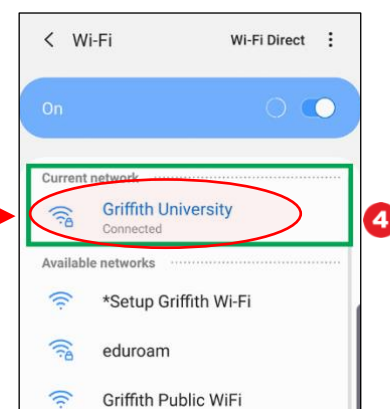 Wi-Fi Wi-Fi Direct
On
Current network
Griffith University
Connected
4
Available networks
*Setup Griffith Wi-Fi
eduroam
Griffith Public WiFi